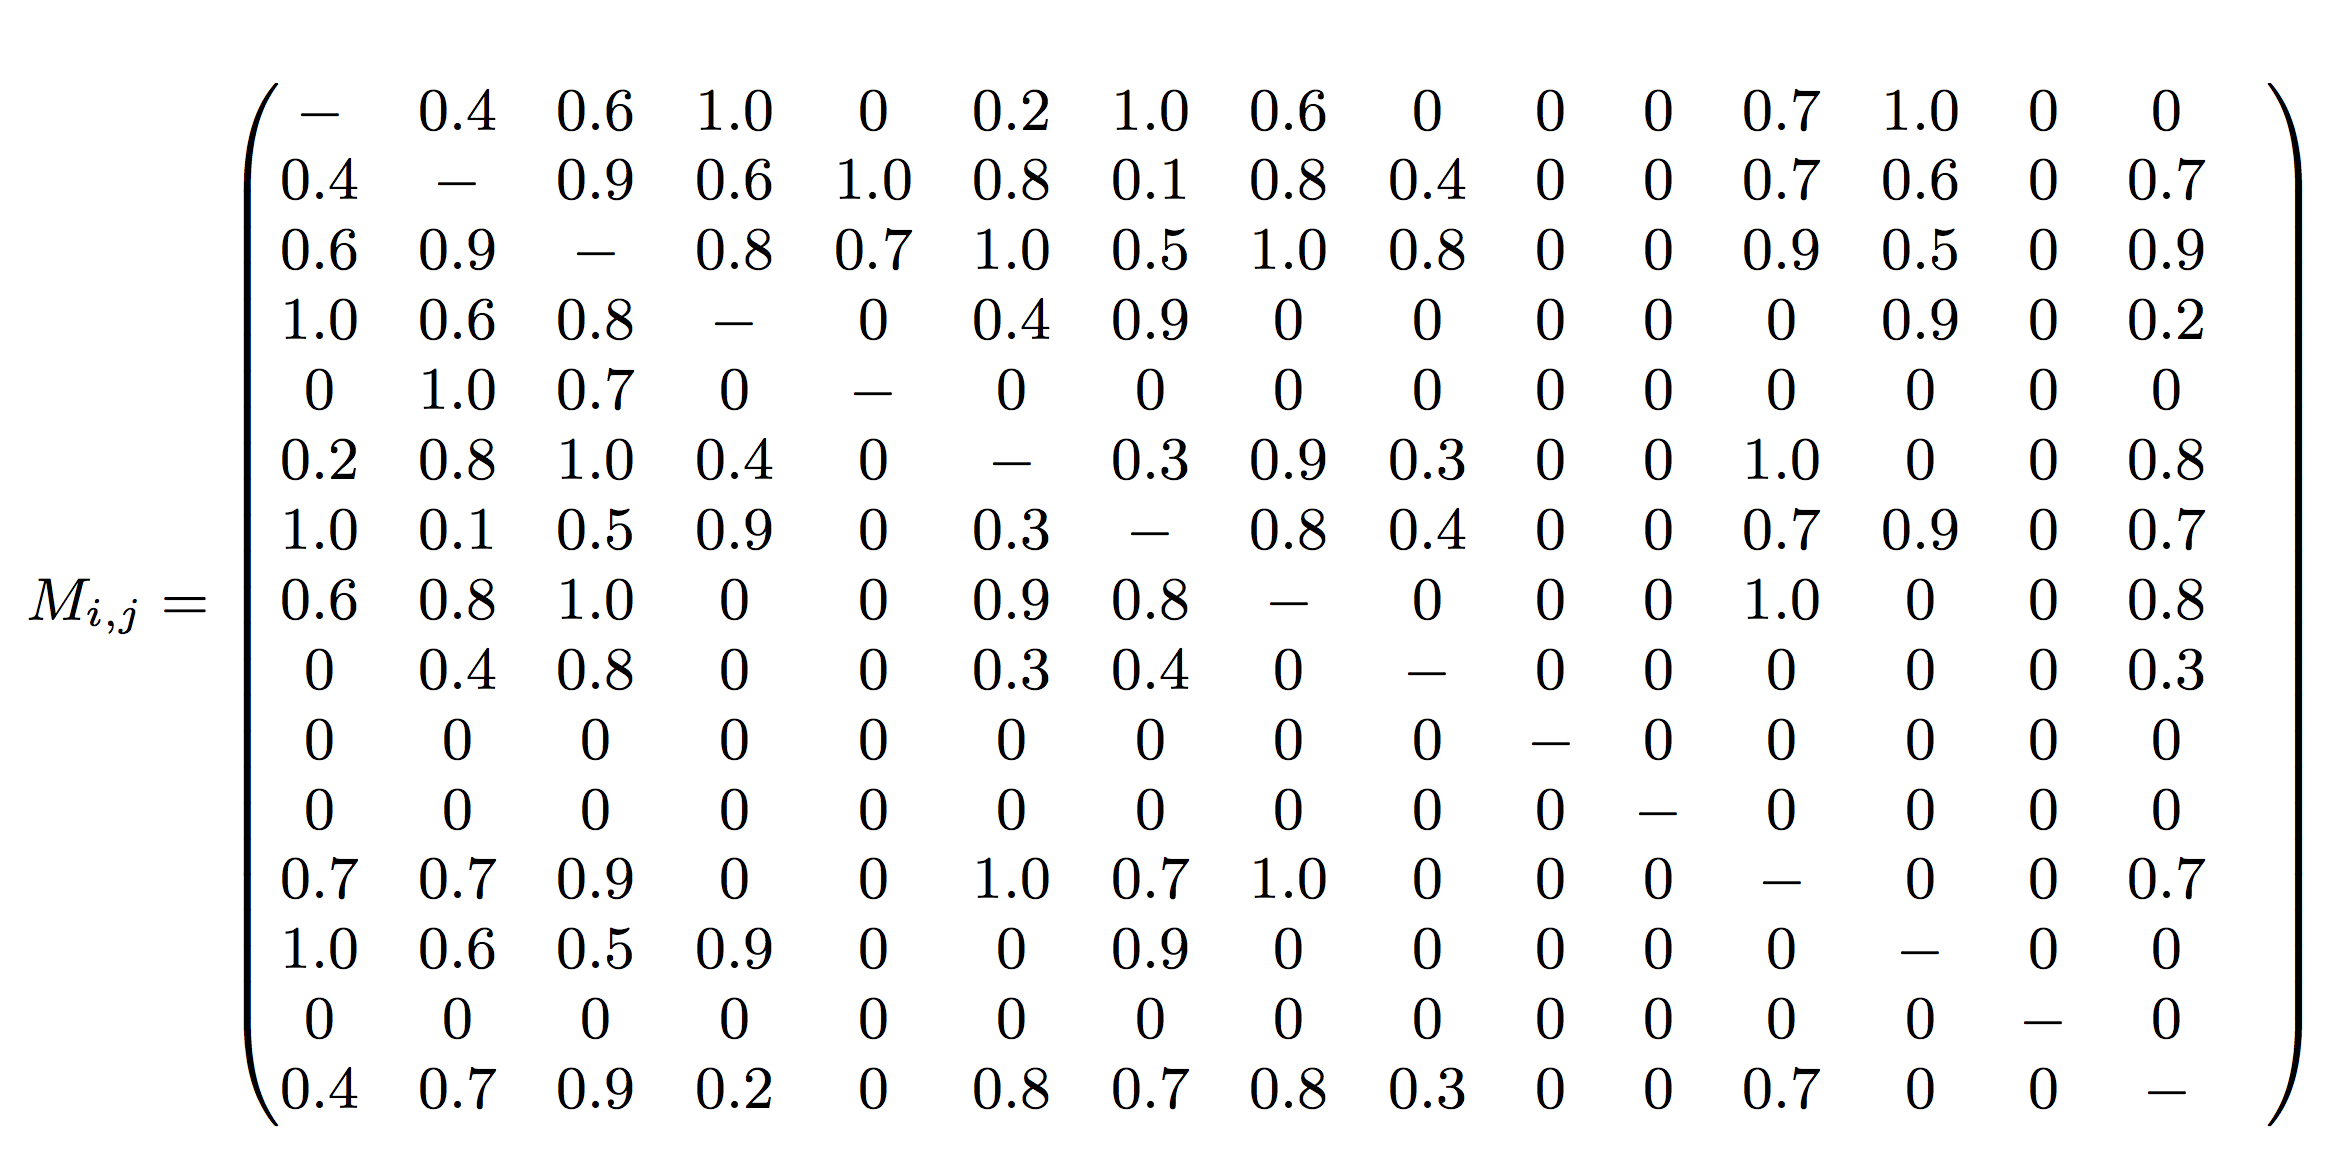 − 0.4 0.6 1.0 0 0.2 1.0 0.6 0 0 0 0.7 1.0 0 0
0.4 − 0.9 0.6 1.0 0.8 0.1 0.8 0.4 0 0 0.7 0.6 0 0.7
0.6 0.9 − 0.8 0.7 1.0 0.5 1.0 0.8 0 0 0.9 0.5 0 0.9
1.0 0.6 0.8 − 0 0.4 0.9 0 0 0 0 0 0.9 0 0.2
0 1.0 0.7 0 − 0 0 0 0 0 0 0 0 0 0
0.2 0.8 1.0 0.4 0 − 0.3 0.9 0.3 0 0 1.0 0 0 0.8
1.0 0.1 0.5 0.9 0 0.3 − 0.8 0.4 0 0 0.7 0.9 0 0.7
M_{i,j} = 0.6 0.8 1.0 0 0 0.9 0.8 − 0 0 0 1.0 0 0 0.8
0 0.4 0.8 0 0 0.3 0.4 0 − 0 0 0 0 0 0.3
0 0 0 0 0 0 0 0 0 − 0 0 0 0 0
0 0 0 0 0 0 0 0 0 0 − 0 0 0 0
0.7 0.7 0.9 0 0 1.0 0.7 1.0 0 0 0 − 0 0 0.7
1.0 0.6 0.5 0.9 0 0 0.9 0 0 0 0 0 − 0 0
0 0 0 0 0 0 0 0 0 0 0 0 0 − 0
0.4 0.7 0.9 0.2 0 0.8 0.7 0.8 0.3 0 0 0.7 0 0 −